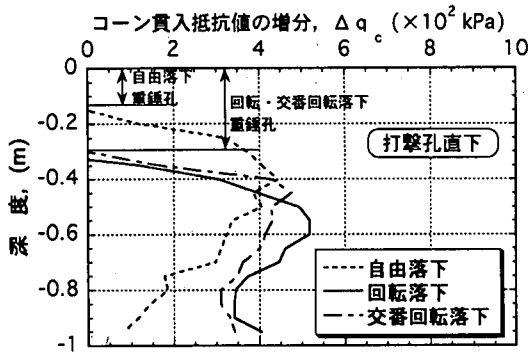 コーン貫入抵抗値の増分, Δq_c (×10² kPa)
0 2 4 6 8 10
0
-0.2
-0.4
-0.6
-0.8
-1
深 度, (m)
自由落下
重錘孔
回転・交番回転落下
重錘孔
打撃孔直下
自由落下
回転落下
交番回転落下